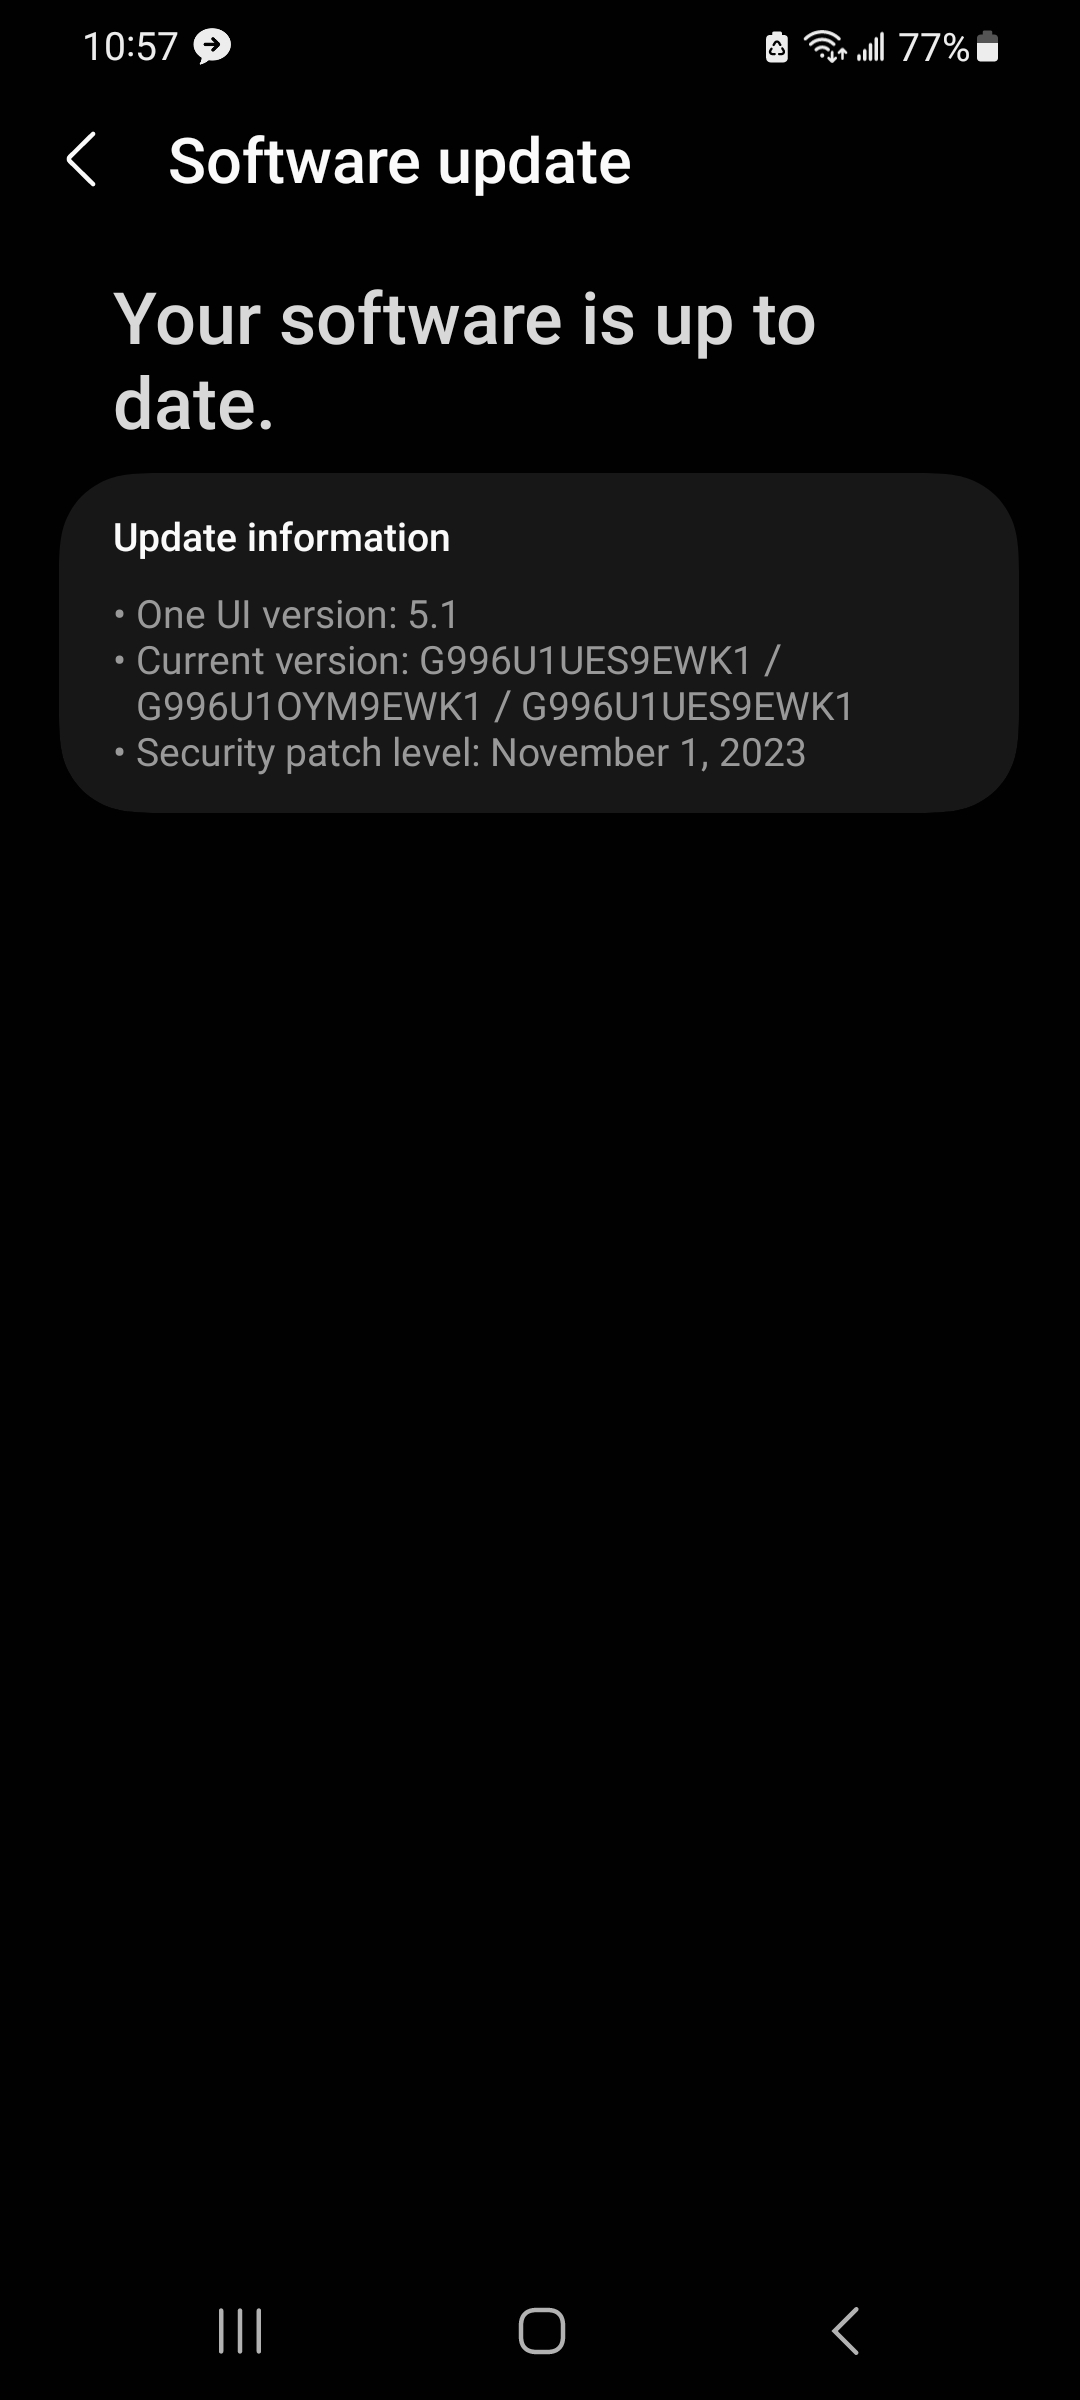 10:57 77%
Software update
Your software is up to
date.
Update information
• One UI version: 5.1
• Current version: G996U1UES9EWK1 /
G996U1OYM9EWK1 / G996U1UES9EWK1
• Security patch level: November 1, 2023